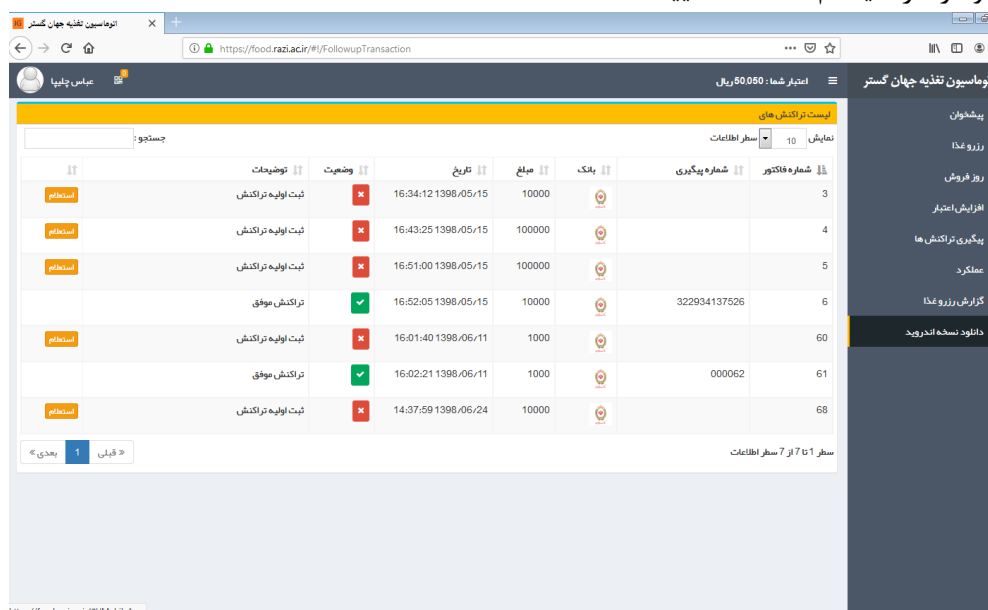 اتوماسیون تغذیه جهان گستر
https://food.razi.ac.ir/#!/FollowupTransaction
اتوماسیون تغذیه جهان گستر
اعتبار شما : 50,050 ریال
0
عباس چلیپا
پیشخوان
رزرو غذا
روز فروش
افزایش اعتبار
پیگیری تراکنش ها
عملکرد
گزارش رزرو غذا
دانلود نسخه اندروید
لیست تراکنش های
نمایش 10 سطر اطلاعات
جستجو :
شماره فاکتور شماره پیگیری بانک مبلغ تاریخ وضعیت توضیحات
3 10000 1398/05/15 16:34:12 ثبت اولیه تراکنش استعلام
4 100000 1398/05/15 16:43:25 ثبت اولیه تراکنش استعلام
5 100000 1398/05/15 16:51:00 ثبت اولیه تراکنش استعلام
6 322934137526 10000 1398/05/15 16:52:05 تراکنش موفق
60 1000 1398/06/11 16:01:40 ثبت اولیه تراکنش استعلام
61 000062 1000 1398/06/11 16:02:21 تراکنش موفق
68 10000 1398/06/24 14:37:59 ثبت اولیه تراکنش استعلام
سطر 1 تا 7 از 7 سطر اطلاعات
« قبلی 1 بعدی »